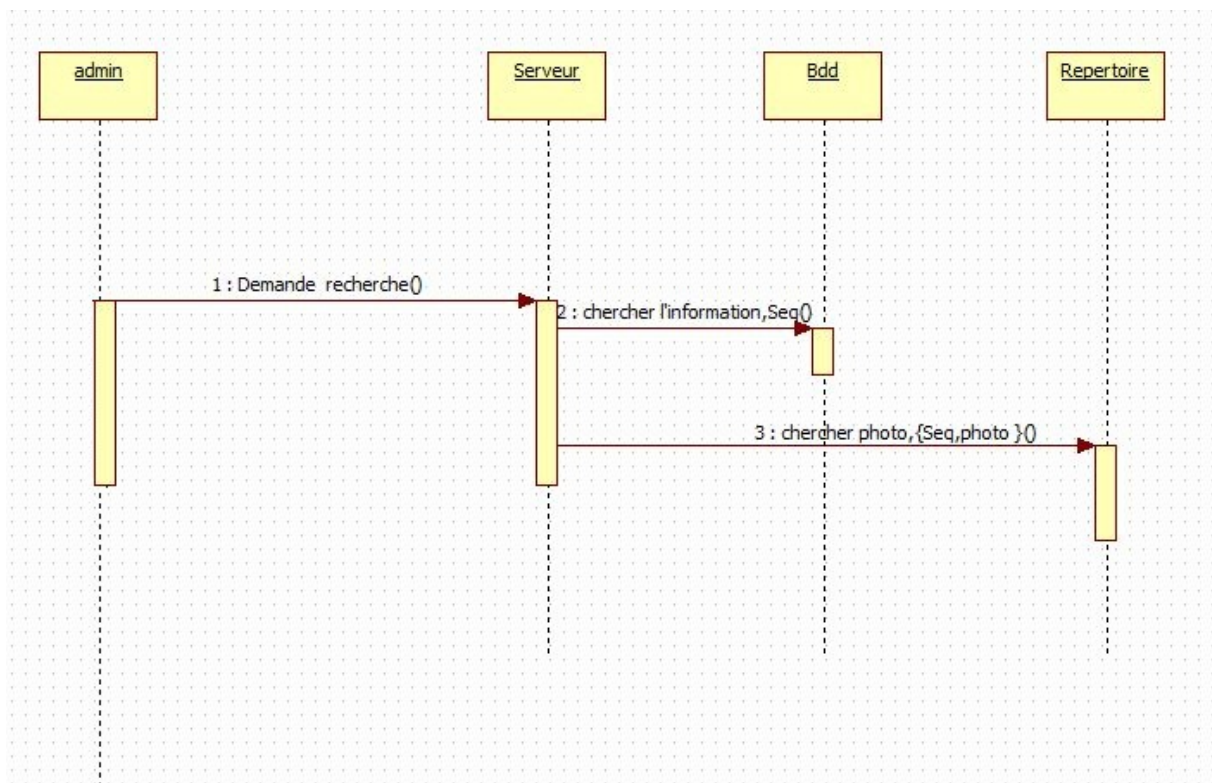 admin
Serveur
Bdd
Repertoire
1 : Demande recherche()
2 : chercher l'information,Seq()
3 : chercher photo,{Seq,photo }()